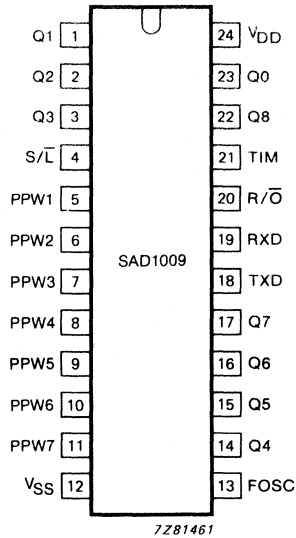 Q1 1 24 VDD
Q2 2 23 Q0
Q3 3 22 Q8
S/L̅ 4 21 TIM
PPW1 5 20 R/O̅
PPW2 6 19 RXD
SAD1009
PPW3 7 18 TXD
PPW4 8 17 Q7
PPW5 9 16 Q6
PPW6 10 15 Q5
PPW7 11 14 Q4
VSS 12 13 FOSC
7Z81461